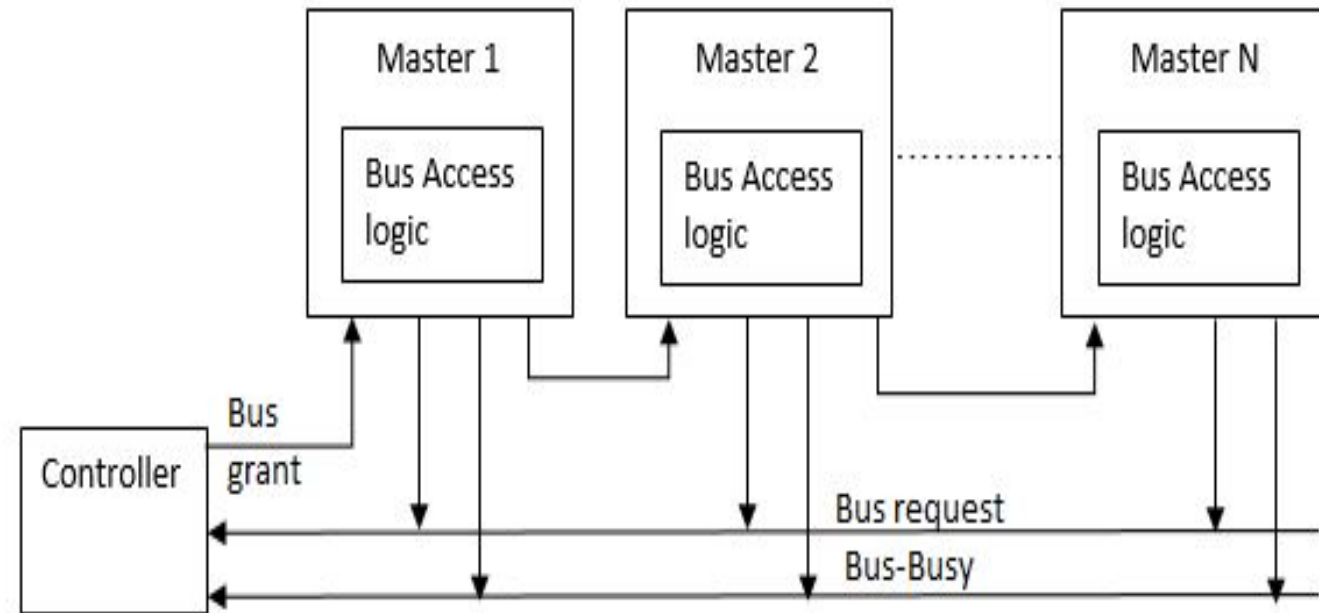 Master 1
Master 2
Master N
Bus Access
logic
Bus Access
logic
Bus Access
logic
Bus
grant
Controller
Bus request
Bus-Busy